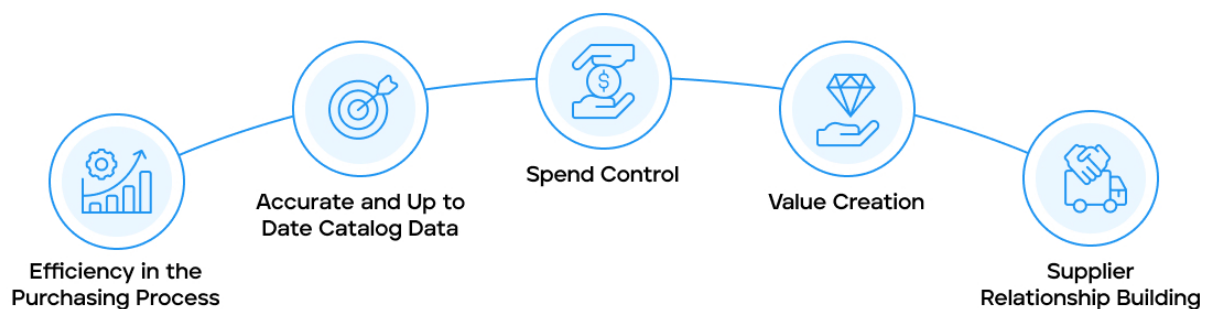 Efficiency in the
Purchasing Process
Accurate and Up to
Date Catalog Data
$
Spend Control
Value Creation
Supplier
Relationship Building